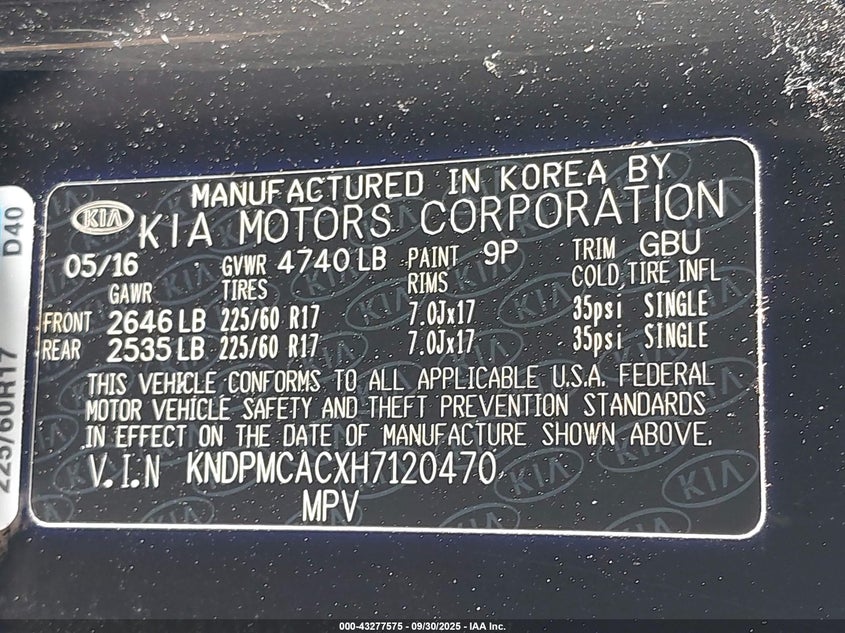 MANUFACTURED IN KOREA BY
KIA KIA MOTORS CORPORATION
05/16 GVWR 4740 LB PAINT 9P TRIM GBU
GAWR TIRES RIMS COLD TIRE INFL
FRONT 2646 LB 225/60 R17 7.0Jx17 35psi SINGLE
REAR 2535 LB 225/60 R17 7.0Jx17 35psi SINGLE
THIS VEHICLE CONFORMS TO ALL APPLICABLE U.S.A. FEDERAL
MOTOR VEHICLE SAFETY AND THEFT PREVENTION STANDARDS
IN EFFECT ON THE DATE OF MANUFACTURE SHOWN ABOVE.
V.I.N KNDPMCACXH7120470
MPV
225/60R17 D40
000-43277575 - 09/30/2025 - IAA Inc.